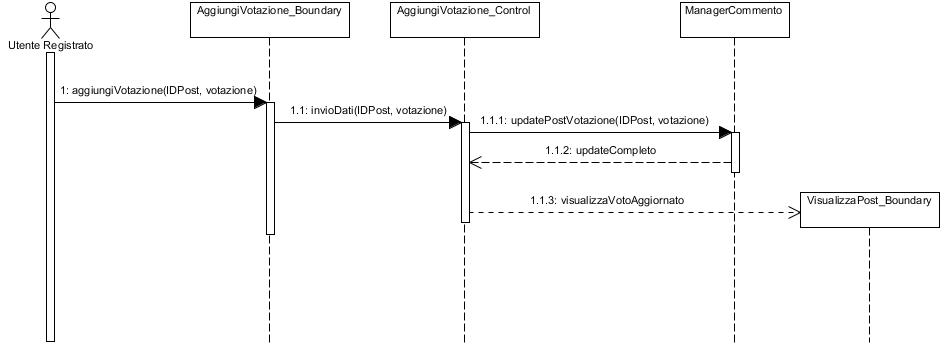 AggiungiVotazione_Boundary
AggiungiVotazione_Control
ManagerCommento
Utente Registrato
1: aggiungiVotazione(IDPost, votazione)
1.1: invioDati(IDPost, votazione)
1.1.1: updatePostVotazione(IDPost, votazione)
1.1.2: updateCompleto
1.1.3: visualizzaVotoAggiornato
VisualizzaPost_Boundary